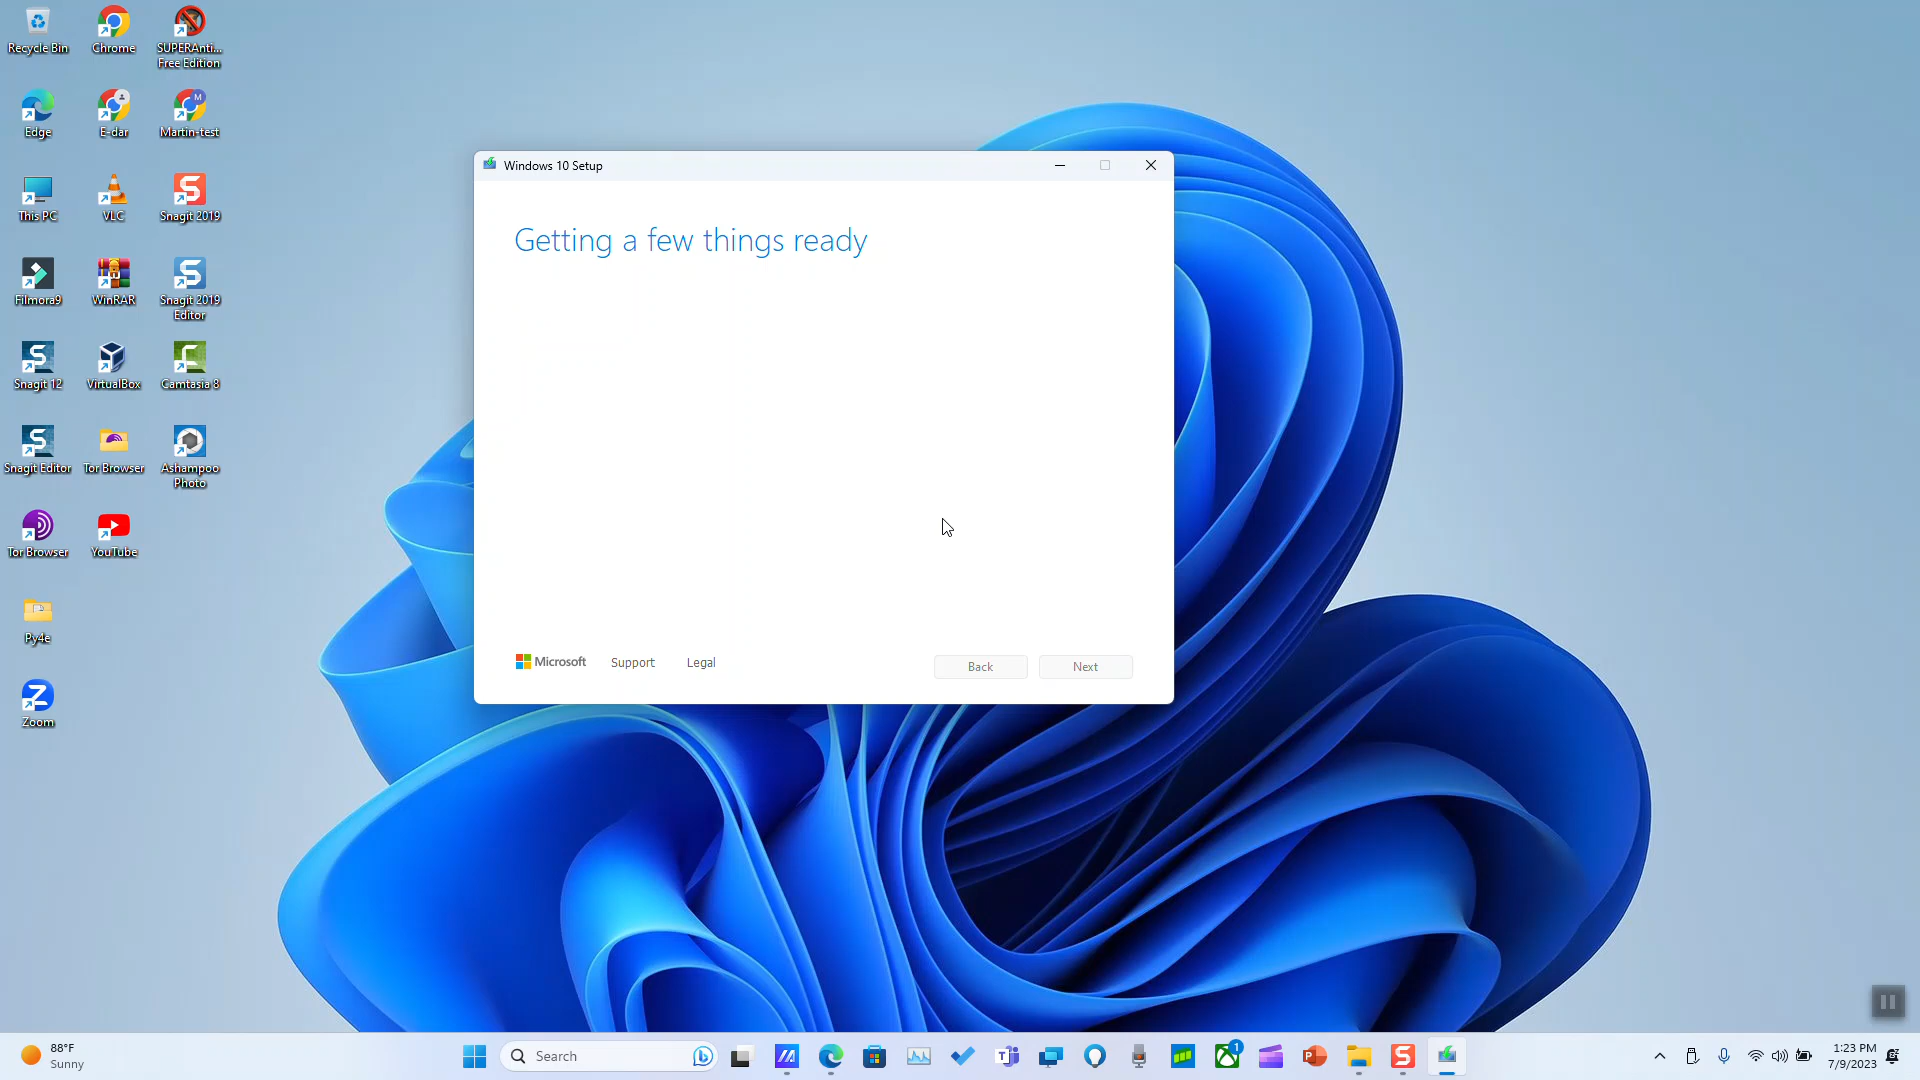 Recycle Bin
Chrome
SUPERAnti...
Free Edition
Edge
E-dar
M
Martin-test
This PC
VLC
Snagit 2019
Filmora9
WinRAR
Snagit 2019
Editor
Snagit 12
VirtualBox
Camtasia 8
Snagit Editor
Tor Browser
Ashampoo
Photo
Tor Browser
YouTube
Py4e
Zoom
Windows 10 Setup
Getting a few things ready
Microsoft
Support
Legal
Back
Next
88°F
Sunny
Search
1
1:23 PM
7/9/2023